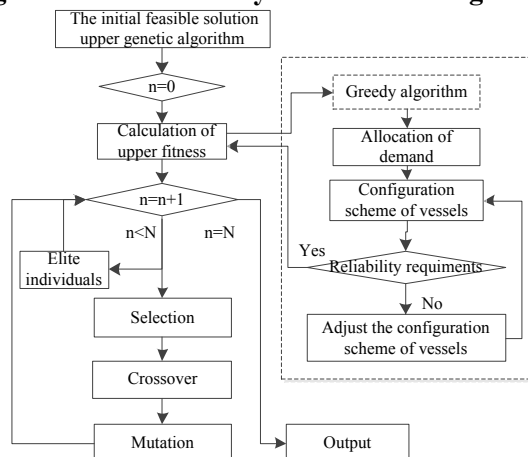 The initial feasible solution
upper genetic algorithm
n=0
Calculation of
upper fitness
n=n+1
n<N
n=N
Elite
individuals
Selection
Crossover
Mutation
Output
Greedy algorithm
Allocation of
demand
Configuration
scheme of vessels
Yes
Reliability requiments
No
Adjust the configuration
scheme of vessels